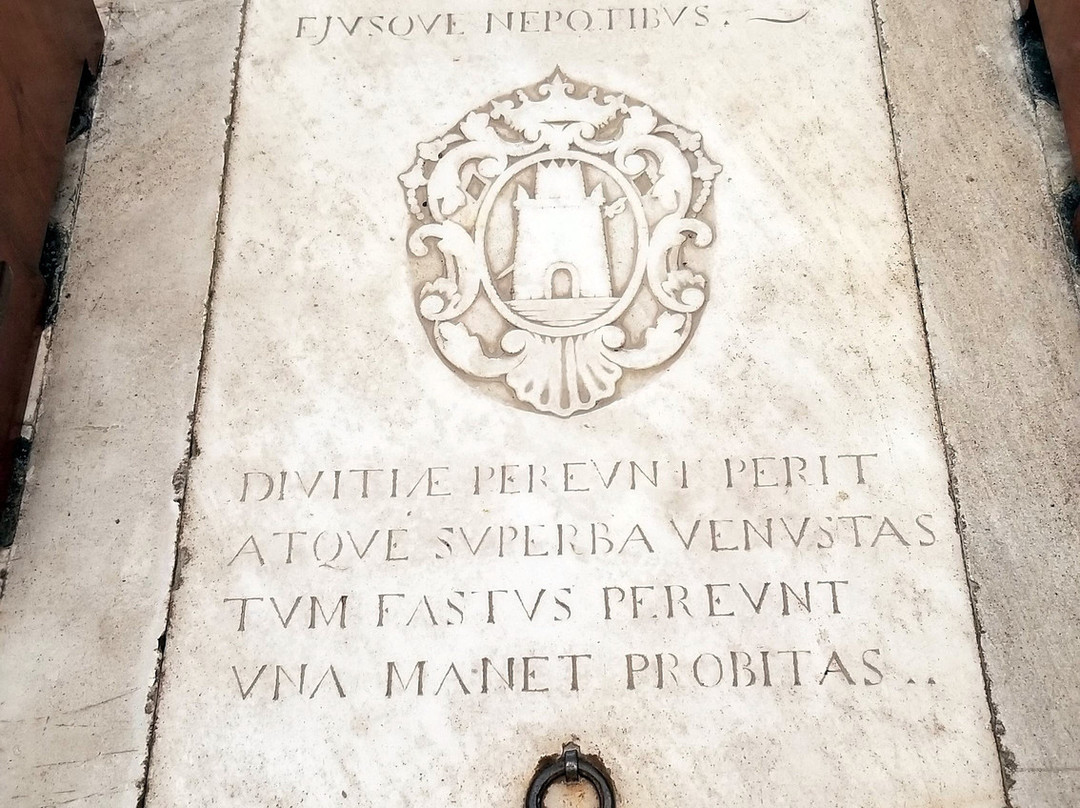 EJVSQVE NEPOTIBVS.
DIVITIÆ PEREVNT PERIT
ATQVE SVPERBA VENVSTAS
TVM FASTVS PEREVNT
VNA MANET PROBITAS..